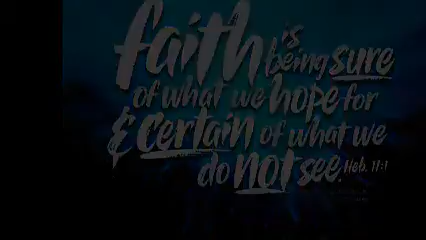 faith is
being sure
of what we hope for
& certain of what we
do not see. Heb. 11:1